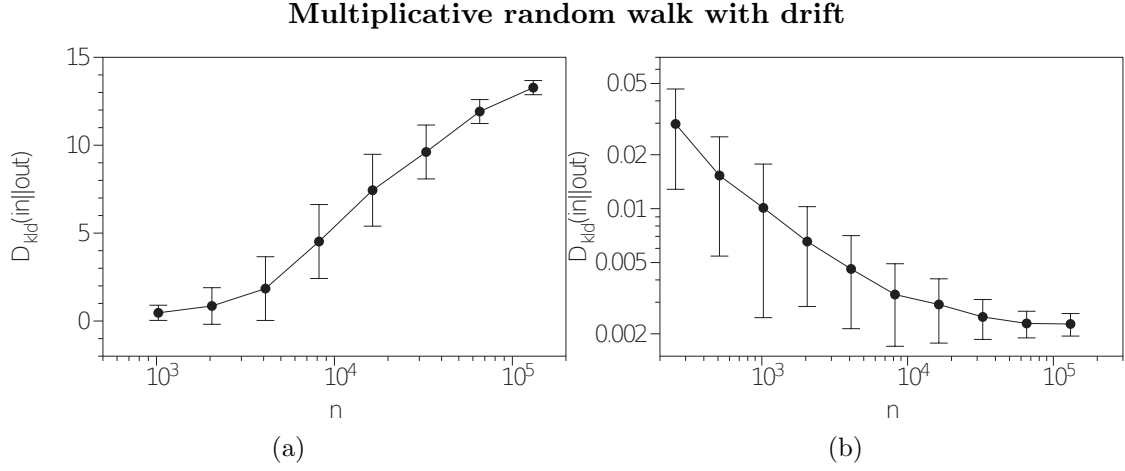 Multiplicative random walk with drift
15
10
5
0
D_kld(in||out)
10^3
10^4
10^5
n
(a)
0.05
0.02
0.01
0.005
0.002
D_kld(in||out)
10^3
10^4
10^5
n
(b)